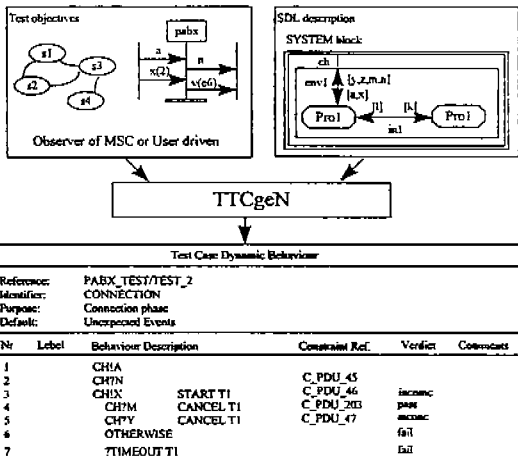 Test objectives
s1
s2
s3
s4
pabx
a
n
x(2)
v(e6)
Observer of MSC or User driven
SDL description
SYSTEM block
ch
env1 [y,z,m,n]
[a,x]
Pro1 [l] [k] Pro1
in1
TTCgeN
Test Case Dynamic Behaviour
Reference: PABX_TEST/TEST_2
Identifier: CONNECTION
Purpose: Connection phase
Default: Unexpected Events
Nr Label Behaviour Description Constraint Ref. Verdict Comments
1 CH!A
2 CH?N C_PDU_45
3 CH!X START T1 C_PDU_46 inconc
4 CH?M CANCEL T1 C_PDU_203 pass
5 CH?Y CANCEL T1 C_PDU_47 inconc
6 OTHERWISE fail
7 ?TIMEOUT T1 fail